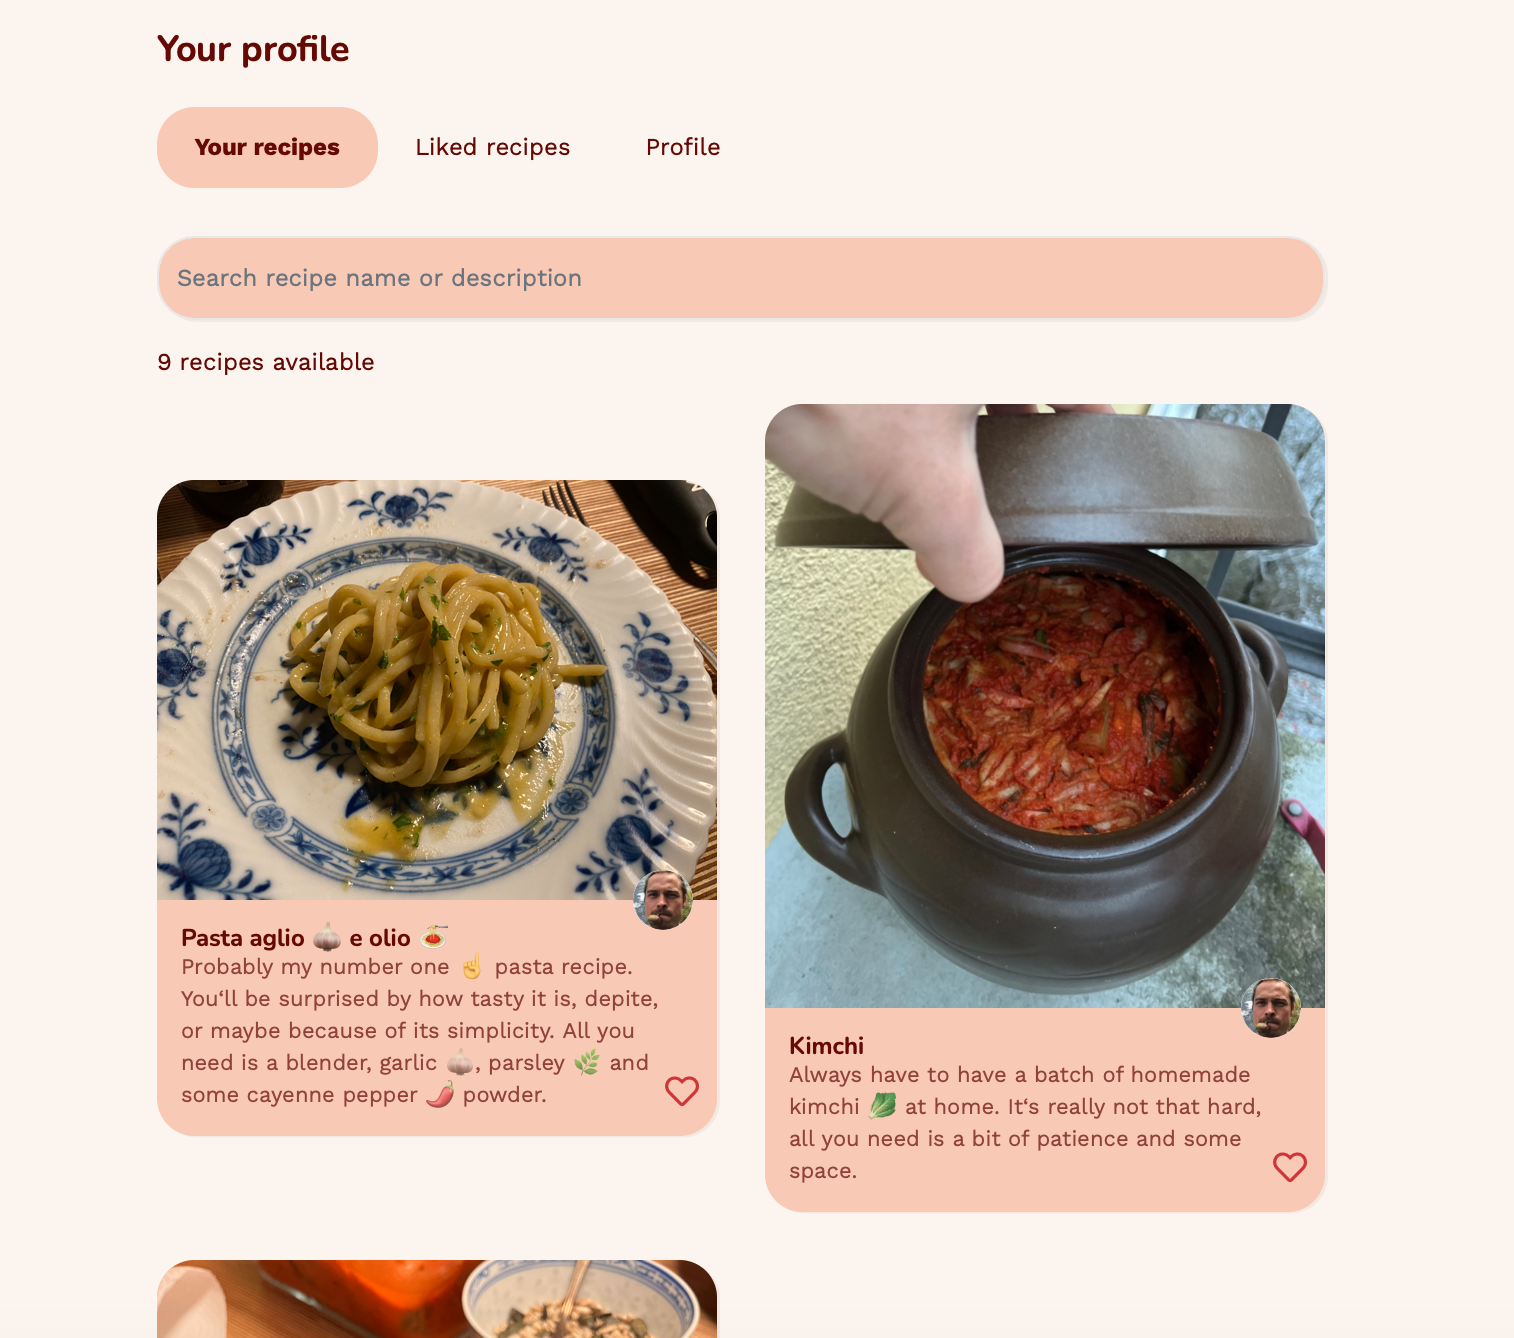 Your profile
Your recipes
Liked recipes
Profile
Search recipe name or description
9 recipes available
Pasta aglio 🧄 e olio 🍝
Probably my number one ☝️ pasta recipe.
You‘ll be surprised by how tasty it is, depite,
or maybe because of its simplicity. All you
need is a blender, garlic 🧄, parsley 🌿 and
some cayenne pepper 🌶️ powder.
Kimchi
Always have to have a batch of homemade
kimchi 🥬 at home. It‘s really not that hard,
all you need is a bit of patience and some
space.